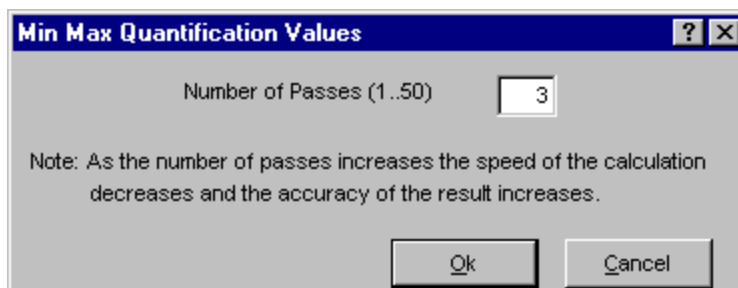 Min Max Quantification Values
Number of Passes (1..50) 3
Note: As the number of passes increases the speed of the calculation
decreases and the accuracy of the result increases.
Ok Cancel